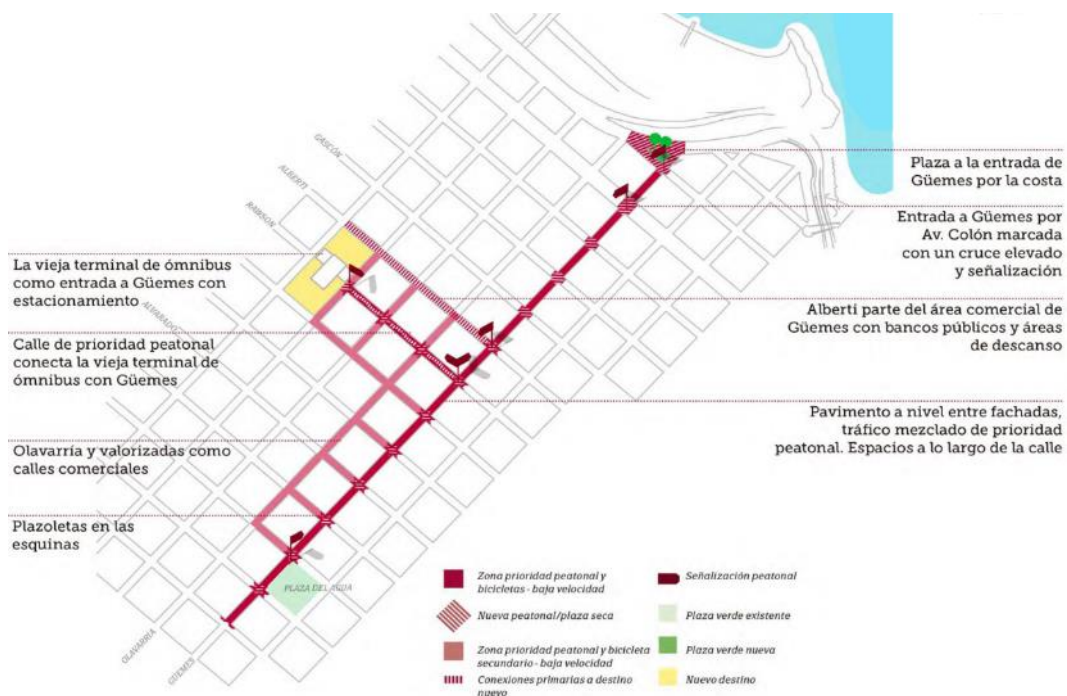 GASCÓN
ALBERTI
RAWSON
ALVARADO
Plaza a la entrada de
Güemes por la costa
Entrada a Güemes por
Av. Colón marcada
con un cruce elevado
y señalización
Alberti parte del área comercial de
Güemes con bancos públicos y áreas
de descanso
Pavimento a nivel entre fachadas,
tráfico mezclado de prioridad
peatonal. Espacios a lo largo de la calle
La vieja terminal de ómnibus
como entrada a Güemes con
estacionamiento
Calle de prioridad peatonal
conecta la vieja terminal de
ómnibus con Güemes
Olavarría y valorizadas como
calles comerciales
Plazoletas en las
esquinas
PLAZA DEL AGUA
OLAVARRIA
GUEMES
Zona prioridad peatonal y
bicicletas - baja velocidad
Nueva peatonal/plaza seca
Zona prioridad peatonal y bicicleta
secundario - baja velocidad
Conexiones primarias a destino
nuevo
Señalización peatonal
Plaza verde existente
Plaza verde nueva
Nuevo destino